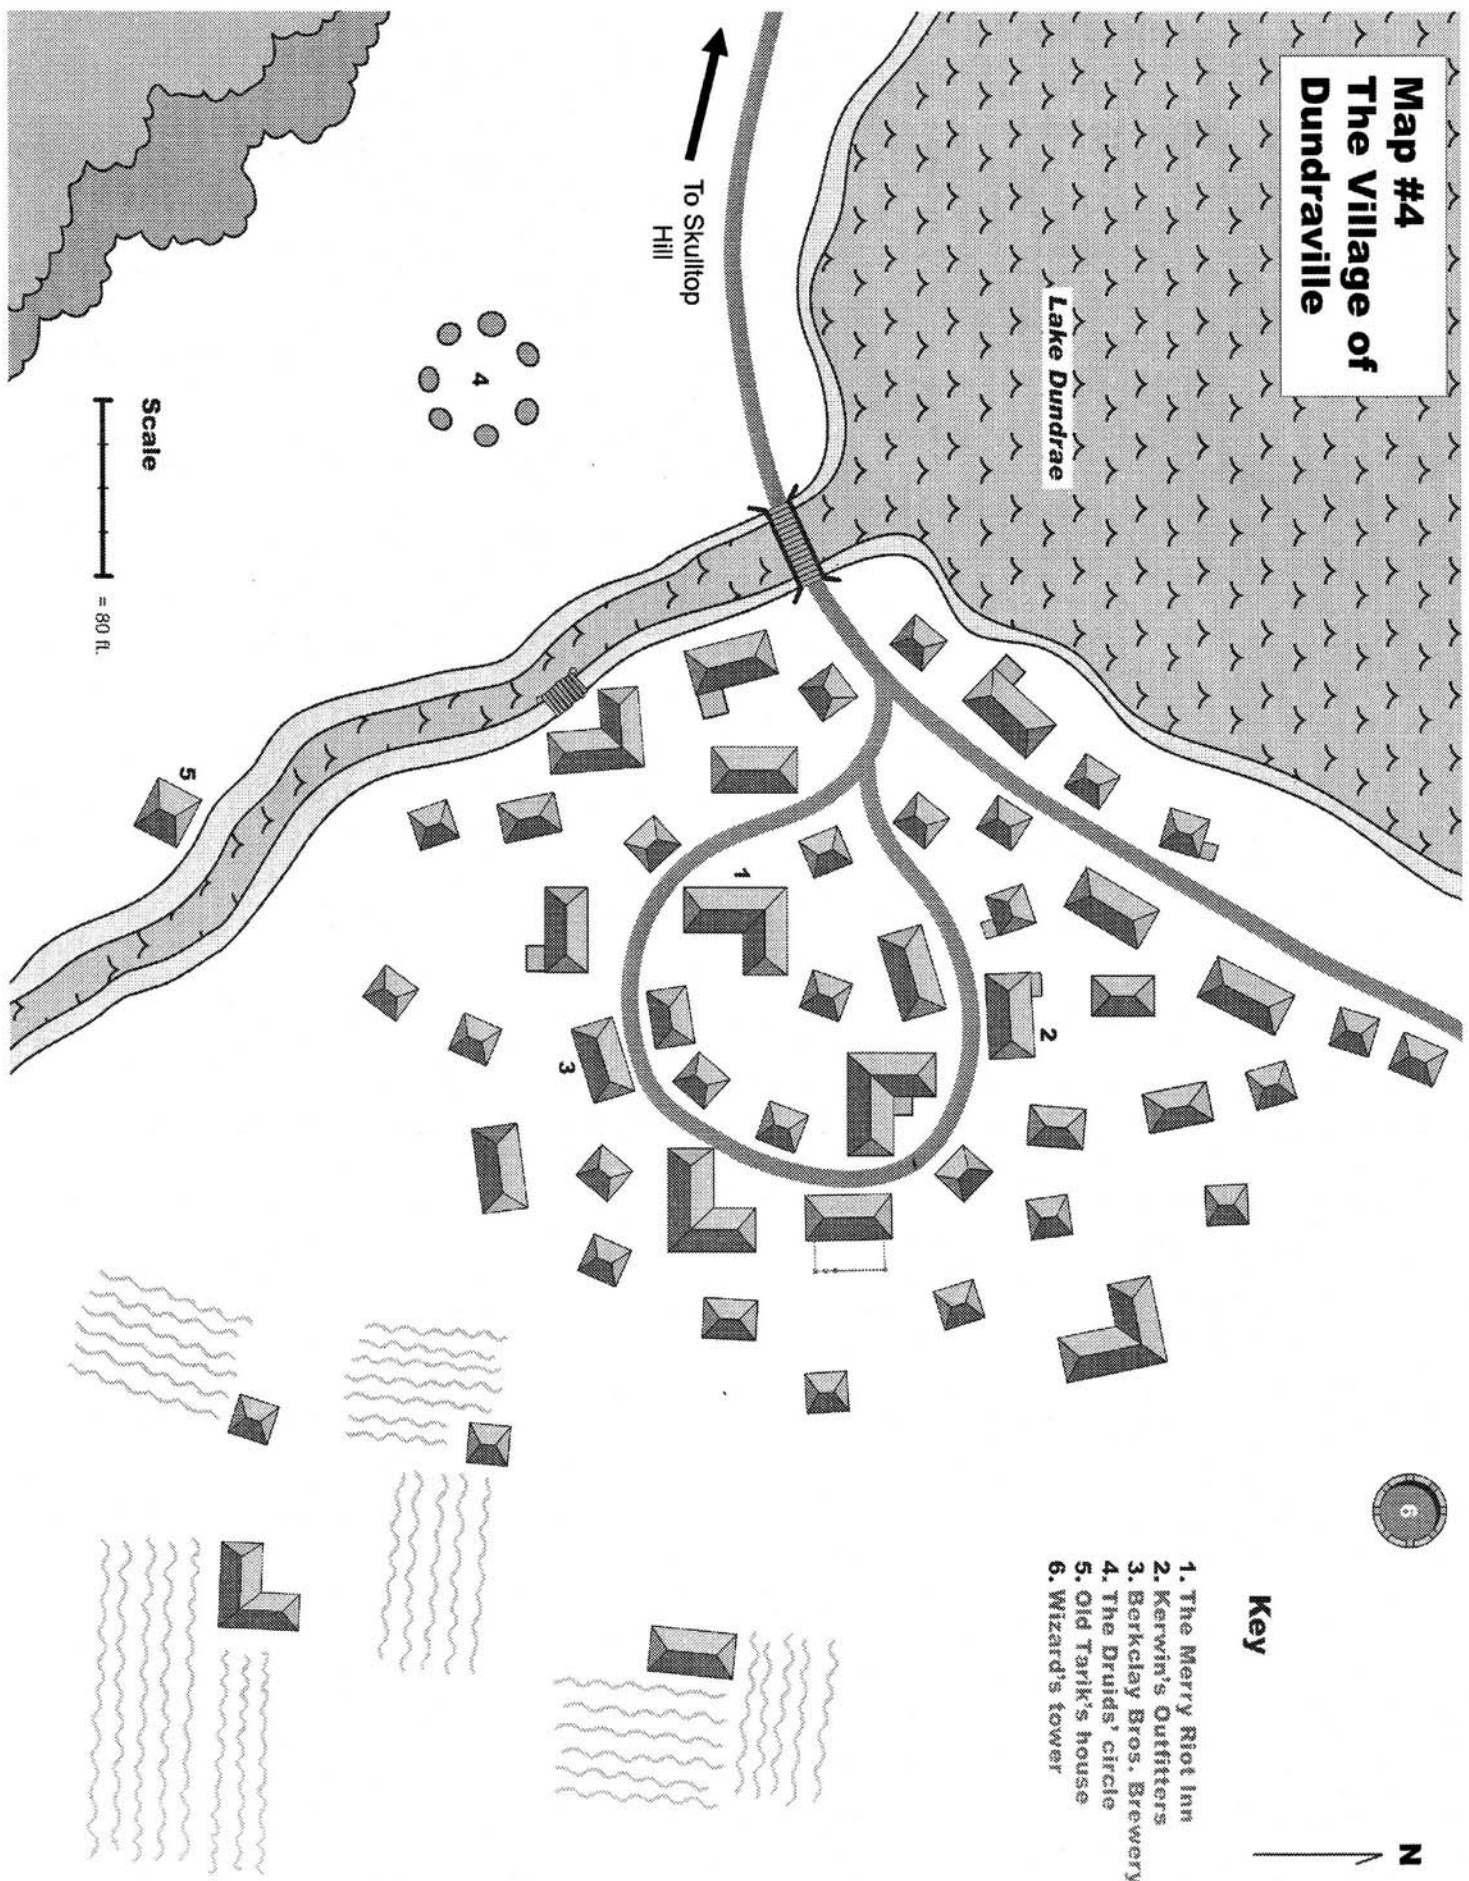 Map #4
The Village of
Dundraville
Lake Dundrae
To Skulltop
Hill
4
Scale
= 80 ft.
5
1
2
3
6
Key
1. The Merry Riot Inn
2. Kerwin's Outfitters
3. Berkclay Bros. Brewery
4. The Druids' circle
5. Old Tarik's house
6. Wizard's tower
N